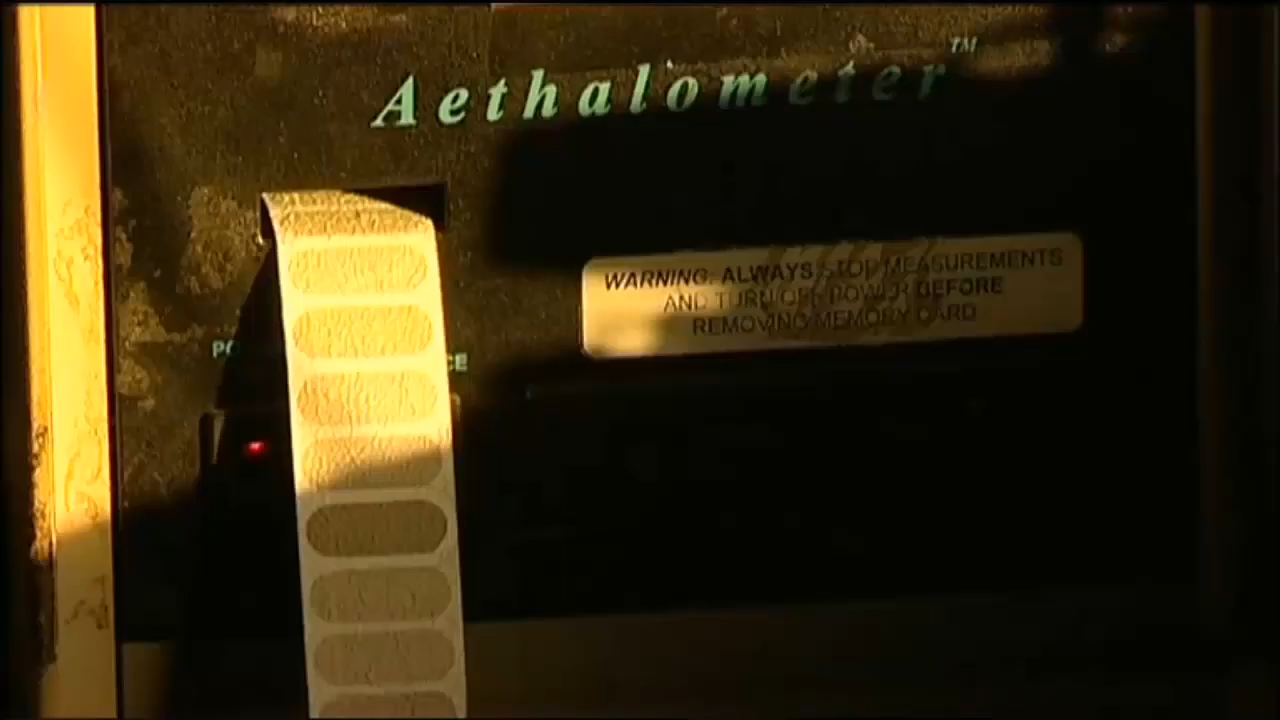 Aethalometer™
WARNING: ALWAYS STOP MEASUREMENTS
AND TURN OFF POWER BEFORE
REMOVING MEMORY CARD